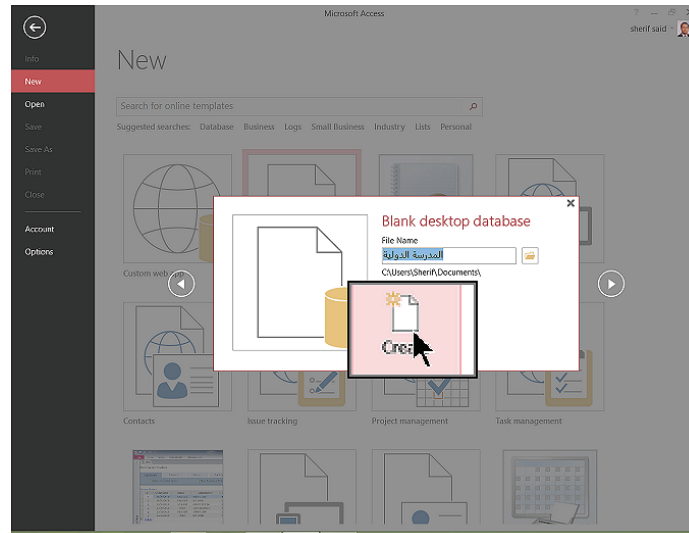 Microsoft Access
sherif said
Info
New
Open
Save
Save As
Print
Close
Account
Options
New
Search for online templates
Suggested searches: Database Business Logs Small Business Industry Lists Personal
Custom web app
Blank desktop database
File Name
المدرسة الدولية
C:\Users\Sherif\Documents\
Create
Contacts
Issue tracking
Project management
Task management